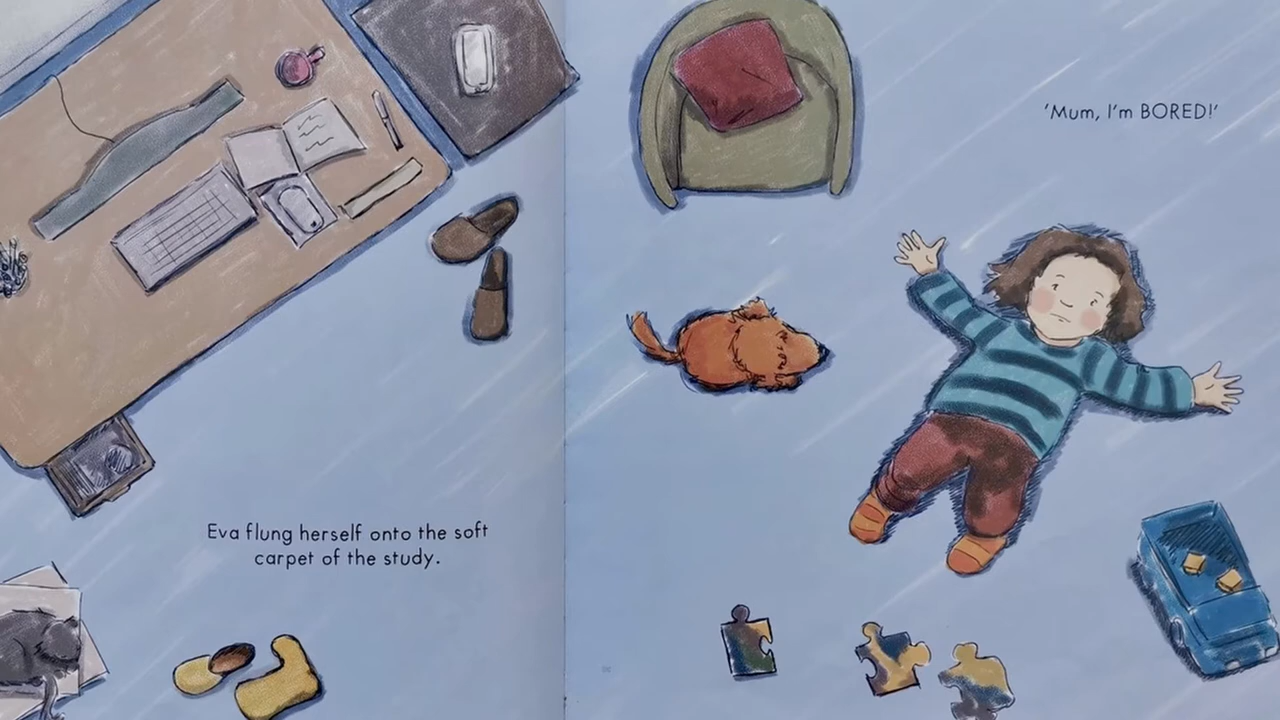 Eva flung herself onto the soft
carpet of the study.
'Mum, I'm BORED!'